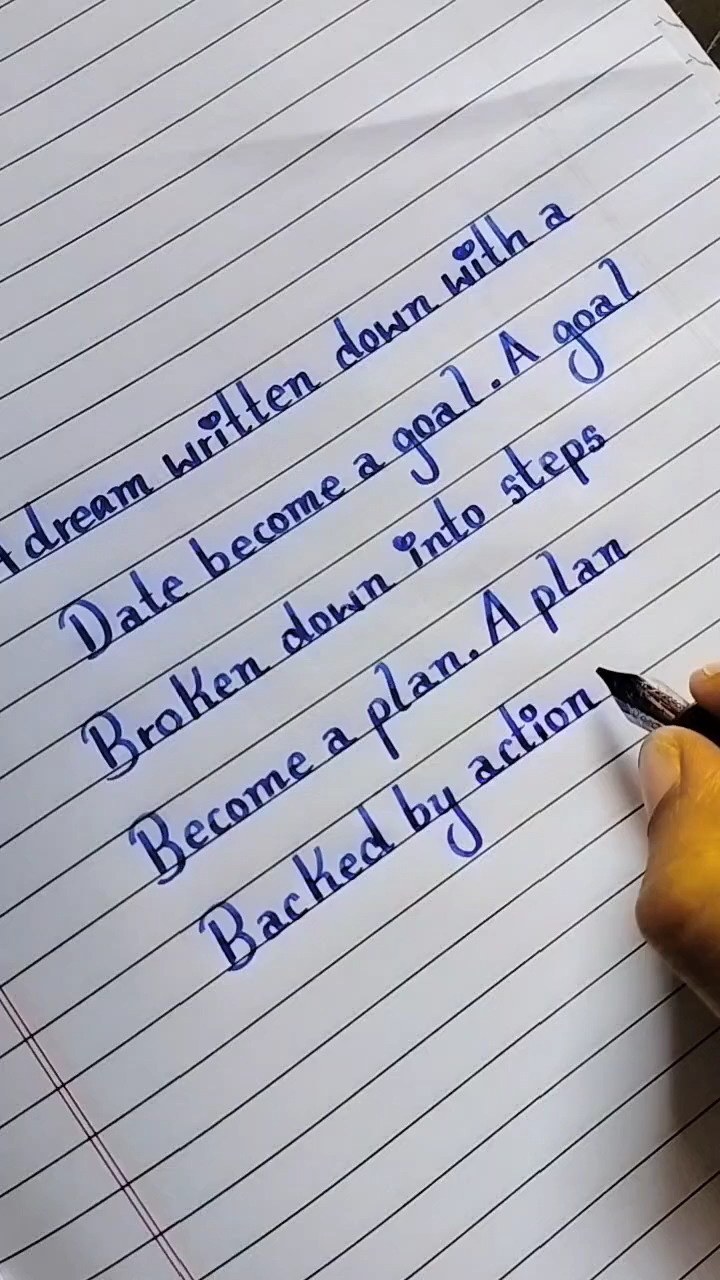 A dream written down with a
Date become a goal. A goal
Broken down into steps
Become a plan. A plan
Backed by action